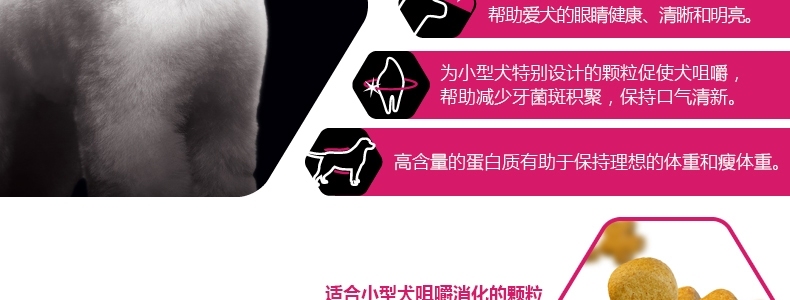 帮助爱犬的眼睛健康、清晰和明亮。
为小型犬特别设计的颗粒促使犬咀嚼，
帮助减少牙菌斑积聚，保持口气清新。
高含量的蛋白质有助于保持理想的体重和瘦体重。
适合小型犬咀嚼消化的颗粒